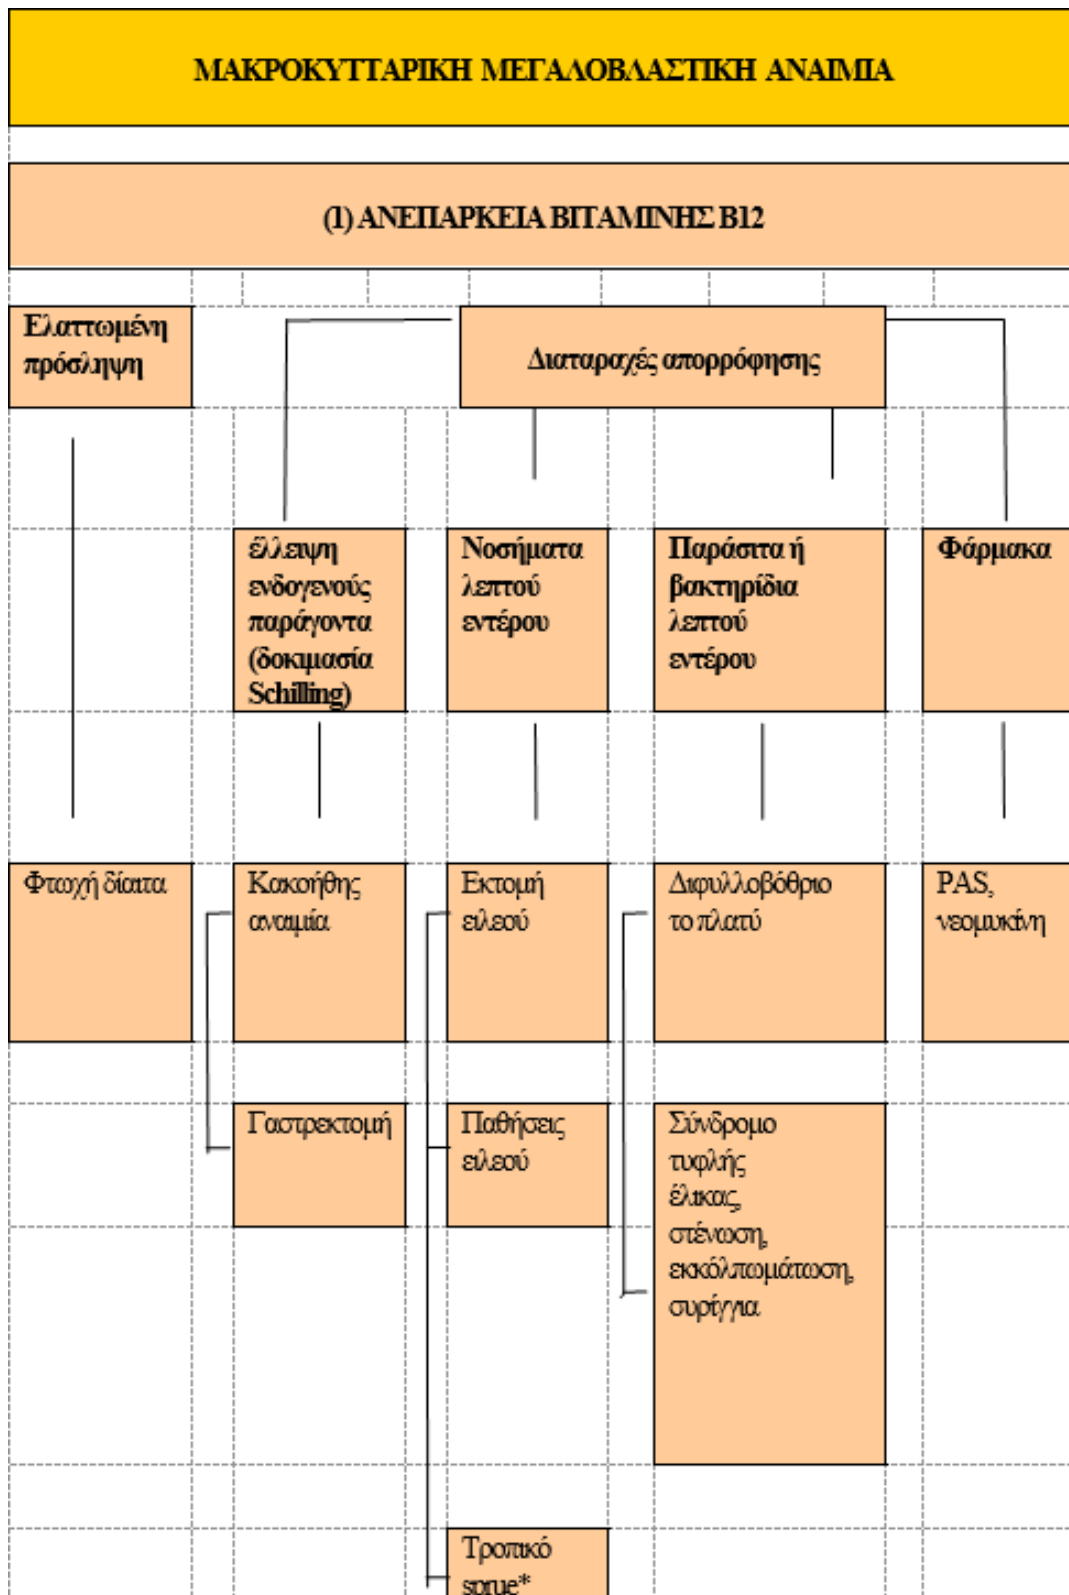 ΜΑΚΡΟΚΥΤΤΑΡΙΚΗ ΜΕΓΑΛΟΒΛΑΣΤΙΚΗ ΑΝΑΙΜΙΑ
(1) ΑΝΕΠΑΡΚΕΙΑ ΒΙΤΑΜΙΝΗΣ Β12
Ελαττωμένη
πρόσληψη
Διαταραχές απορρόφησης
έλλειψη
ενδογενούς
παράγοντα
(δοκιμασία
Schilling)
Νοσήματα
λεπτού
εντέρου
Παράσιτα ή
βακτηρίδια
λεπτού
εντέρου
Φάρμακα
Φτωχή δίαιτα
Κακοήθης
αναιμία
Εκτομή
ειλεού
Διφυλλοβόθριο
το πλατύ
PAS,
νεομυκίνη
Γαστρεκτομή
Παθήσεις
ειλεού
Σύνδρομο
τυφλής
έλικας,
στένωση,
εκκόλπωμάτωση,
συρίγγια
Τροπικό
sprue*